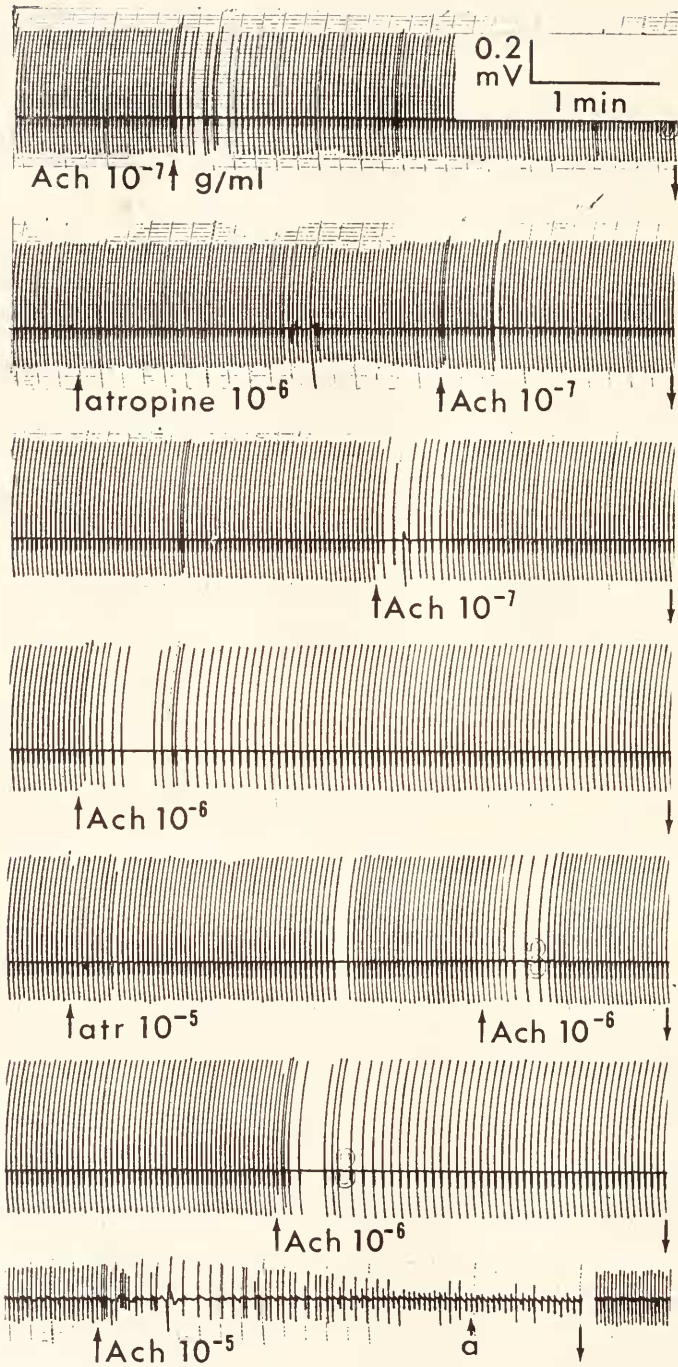 0.2
mV
1 min
Ach 10⁻⁷↑ g/ml
↑atropine 10⁻⁶ ↑Ach 10⁻⁷
↑Ach 10⁻⁷
↑Ach 10⁻⁶
↑atr 10⁻⁵ ↑Ach 10⁻⁶
↑Ach 10⁻⁶
↑Ach 10⁻⁵ a